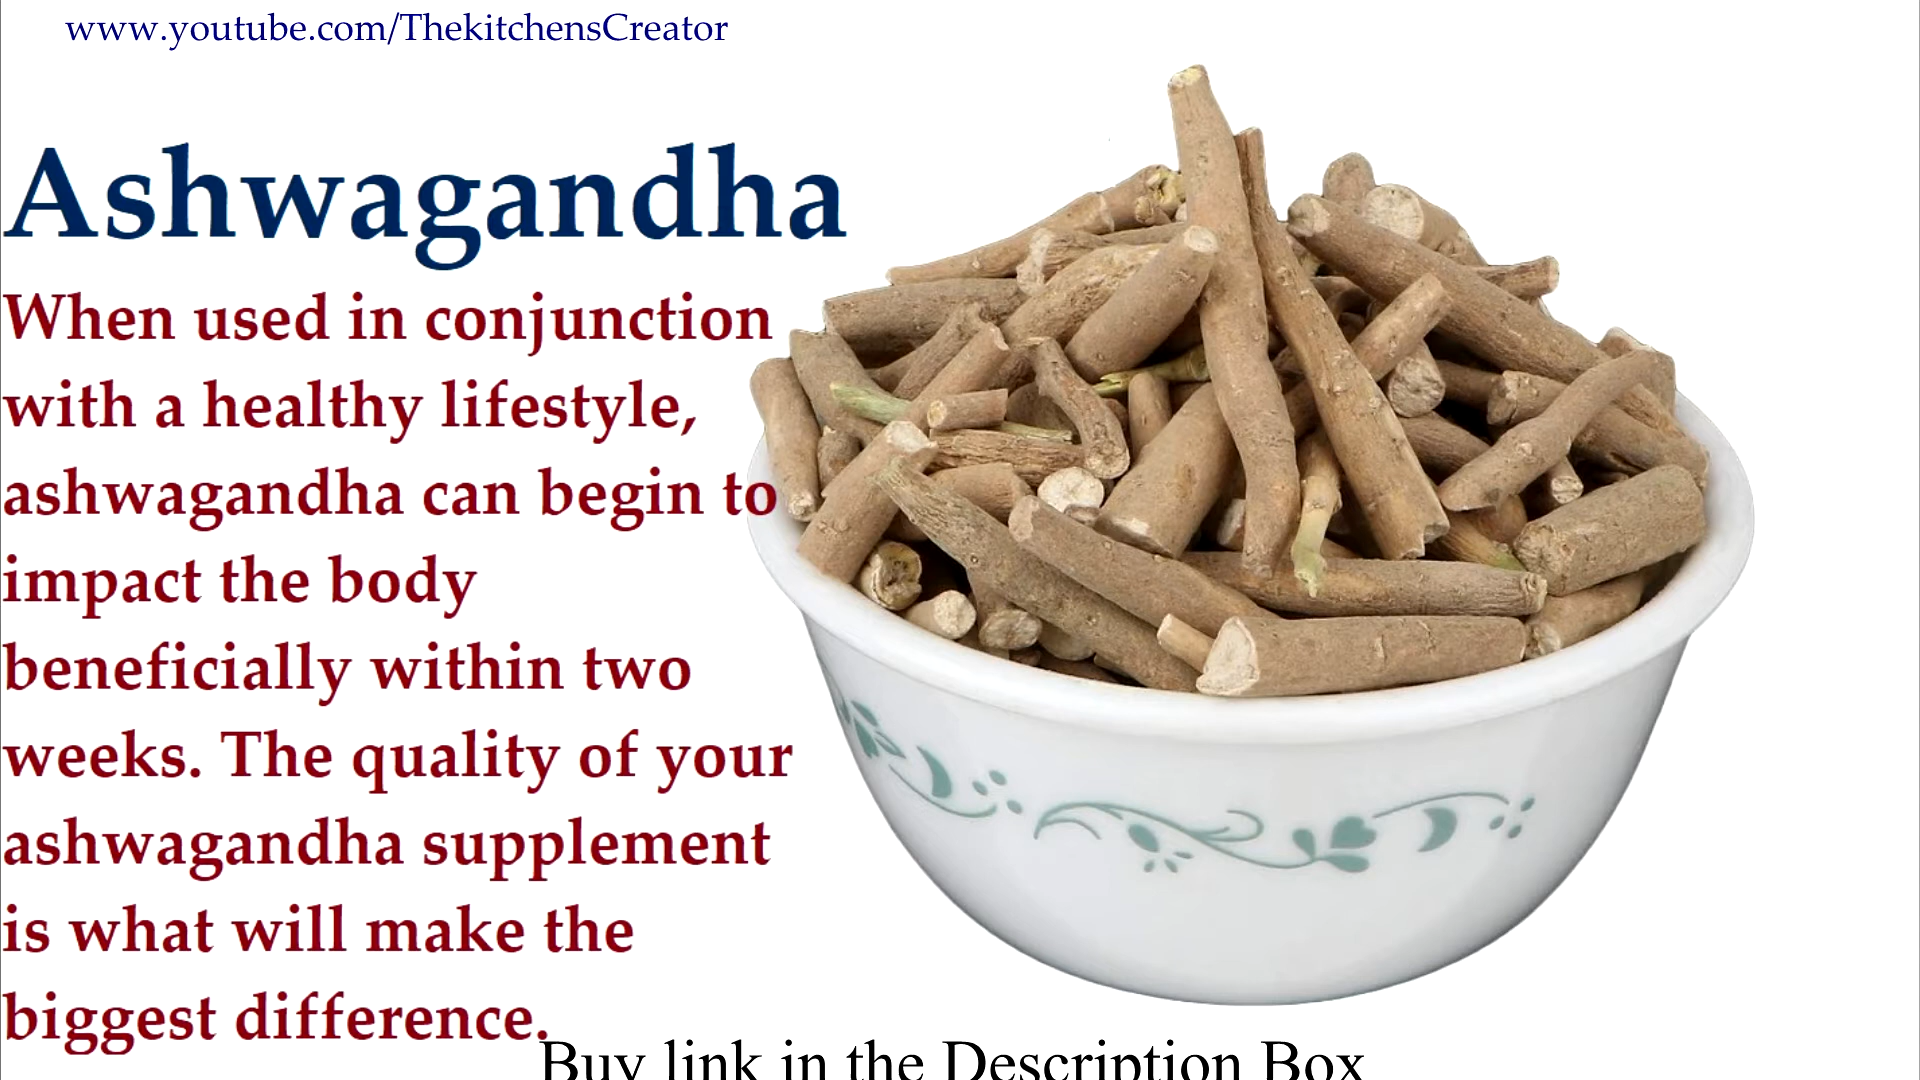 www.youtube.com/ThekitchensCreator
Ashwagandha
When used in conjunction
with a healthy lifestyle,
ashwagandha can begin to
impact the body
beneficially within two
weeks. The quality of your
ashwagandha supplement
is what will make the
biggest difference.
Buy link in the Description Box